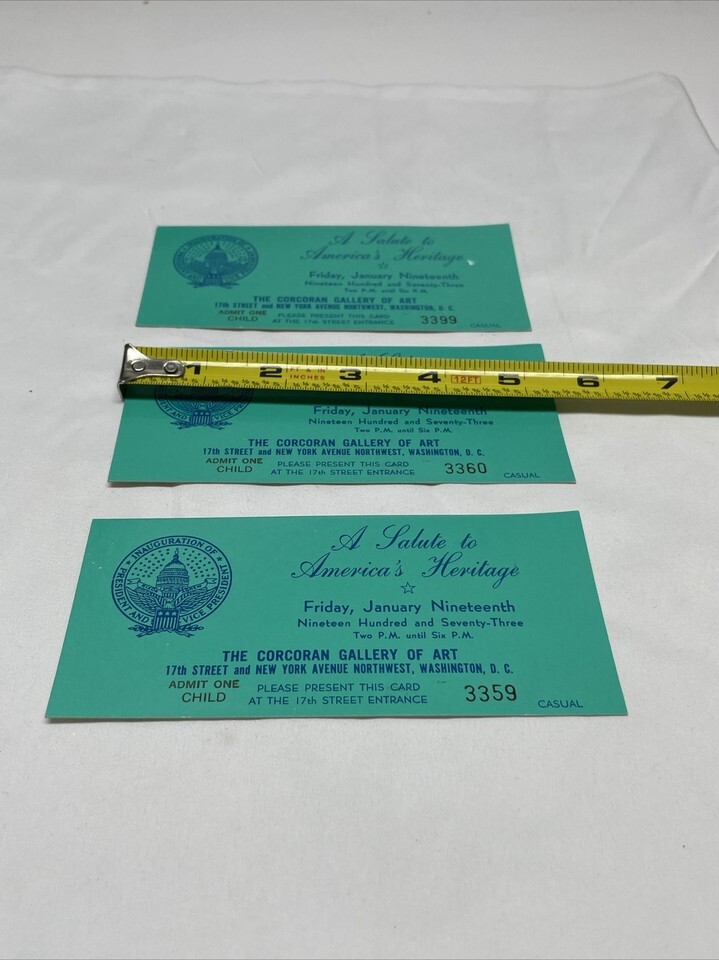 A Salute to
America's Heritage
Friday, January Nineteenth
Nineteen Hundred and Seventy-Three
Two P.M. until Six P.M.
THE CORCORAN GALLERY OF ART
17th STREET and NEW YORK AVENUE NORTHWEST, WASHINGTON, D. C.
ADMIT ONE
CHILD
PLEASE PRESENT THIS CARD
AT THE 17th STREET ENTRANCE
3399
CASUAL
1 2 3 4 12FT 5 6 7
INCHES
PRESIDENT AND VICE PRESIDENT
Friday, January Nineteenth
Nineteen Hundred and Seventy-Three
Two P.M. until Six P.M.
THE CORCORAN GALLERY OF ART
17th STREET and NEW YORK AVENUE NORTHWEST, WASHINGTON, D. C.
ADMIT ONE
CHILD
PLEASE PRESENT THIS CARD
AT THE 17th STREET ENTRANCE
3360
CASUAL
INAUGURATION OF
PRESIDENT AND VICE PRESIDENT
A Salute to
America's Heritage
Friday, January Nineteenth
Nineteen Hundred and Seventy-Three
Two P.M. until Six P.M.
THE CORCORAN GALLERY OF ART
17th STREET and NEW YORK AVENUE NORTHWEST, WASHINGTON, D. C.
ADMIT ONE
CHILD
PLEASE PRESENT THIS CARD
AT THE 17th STREET ENTRANCE
3359
CASUAL